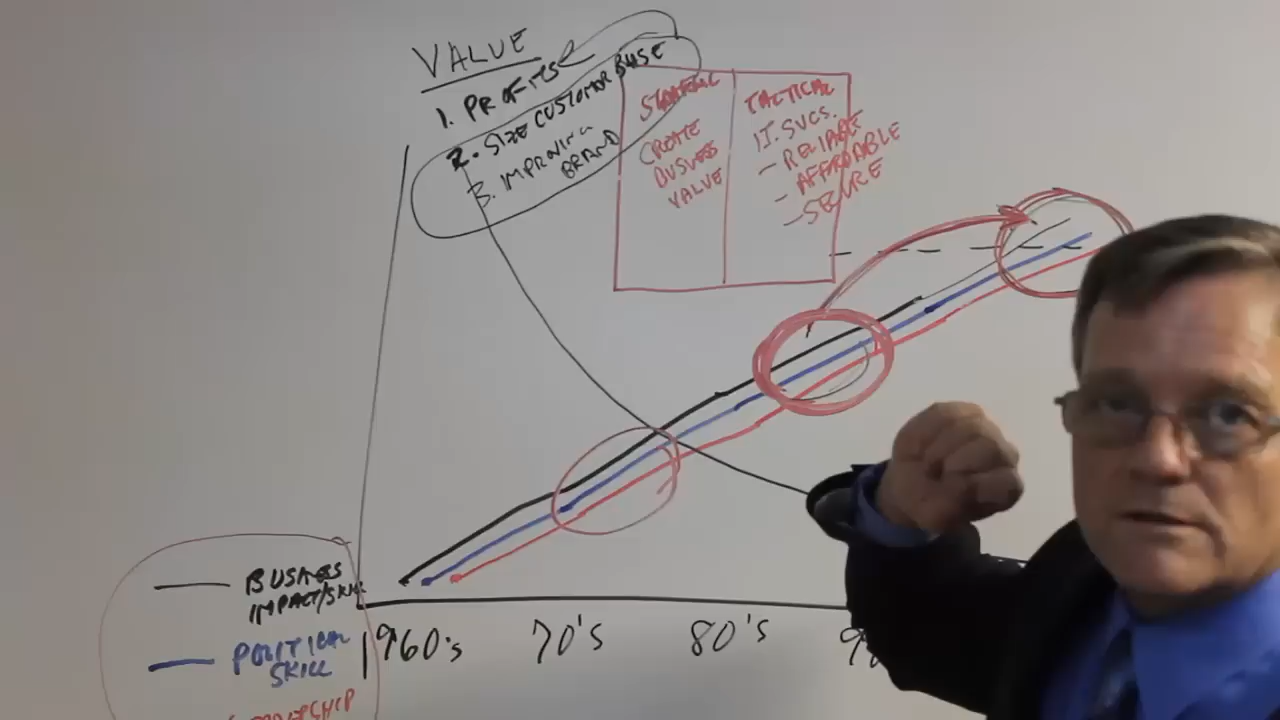 VALUE
1. PROFITS
2. SIZE CUSTOMER BASE
3. IMPROVING
BRAND
STRATEGIC
CREATE
BUSINESS
VALUE
TACTICAL
IT. SVCS.
- RELIABLE
- AFFORDABLE
- SECURE
BUSINESS
IMPACT/SKILL
POLITICAL
SKILL
1960's 70's 80's